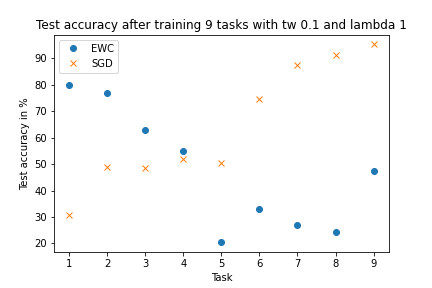 Test accuracy after training 9 tasks with tw 0.1 and lambda 1
EWC
SGD
90
80
70
60
50
40
30
20
Test accuracy in %
1 2 3 4 5 6 7 8 9
Task